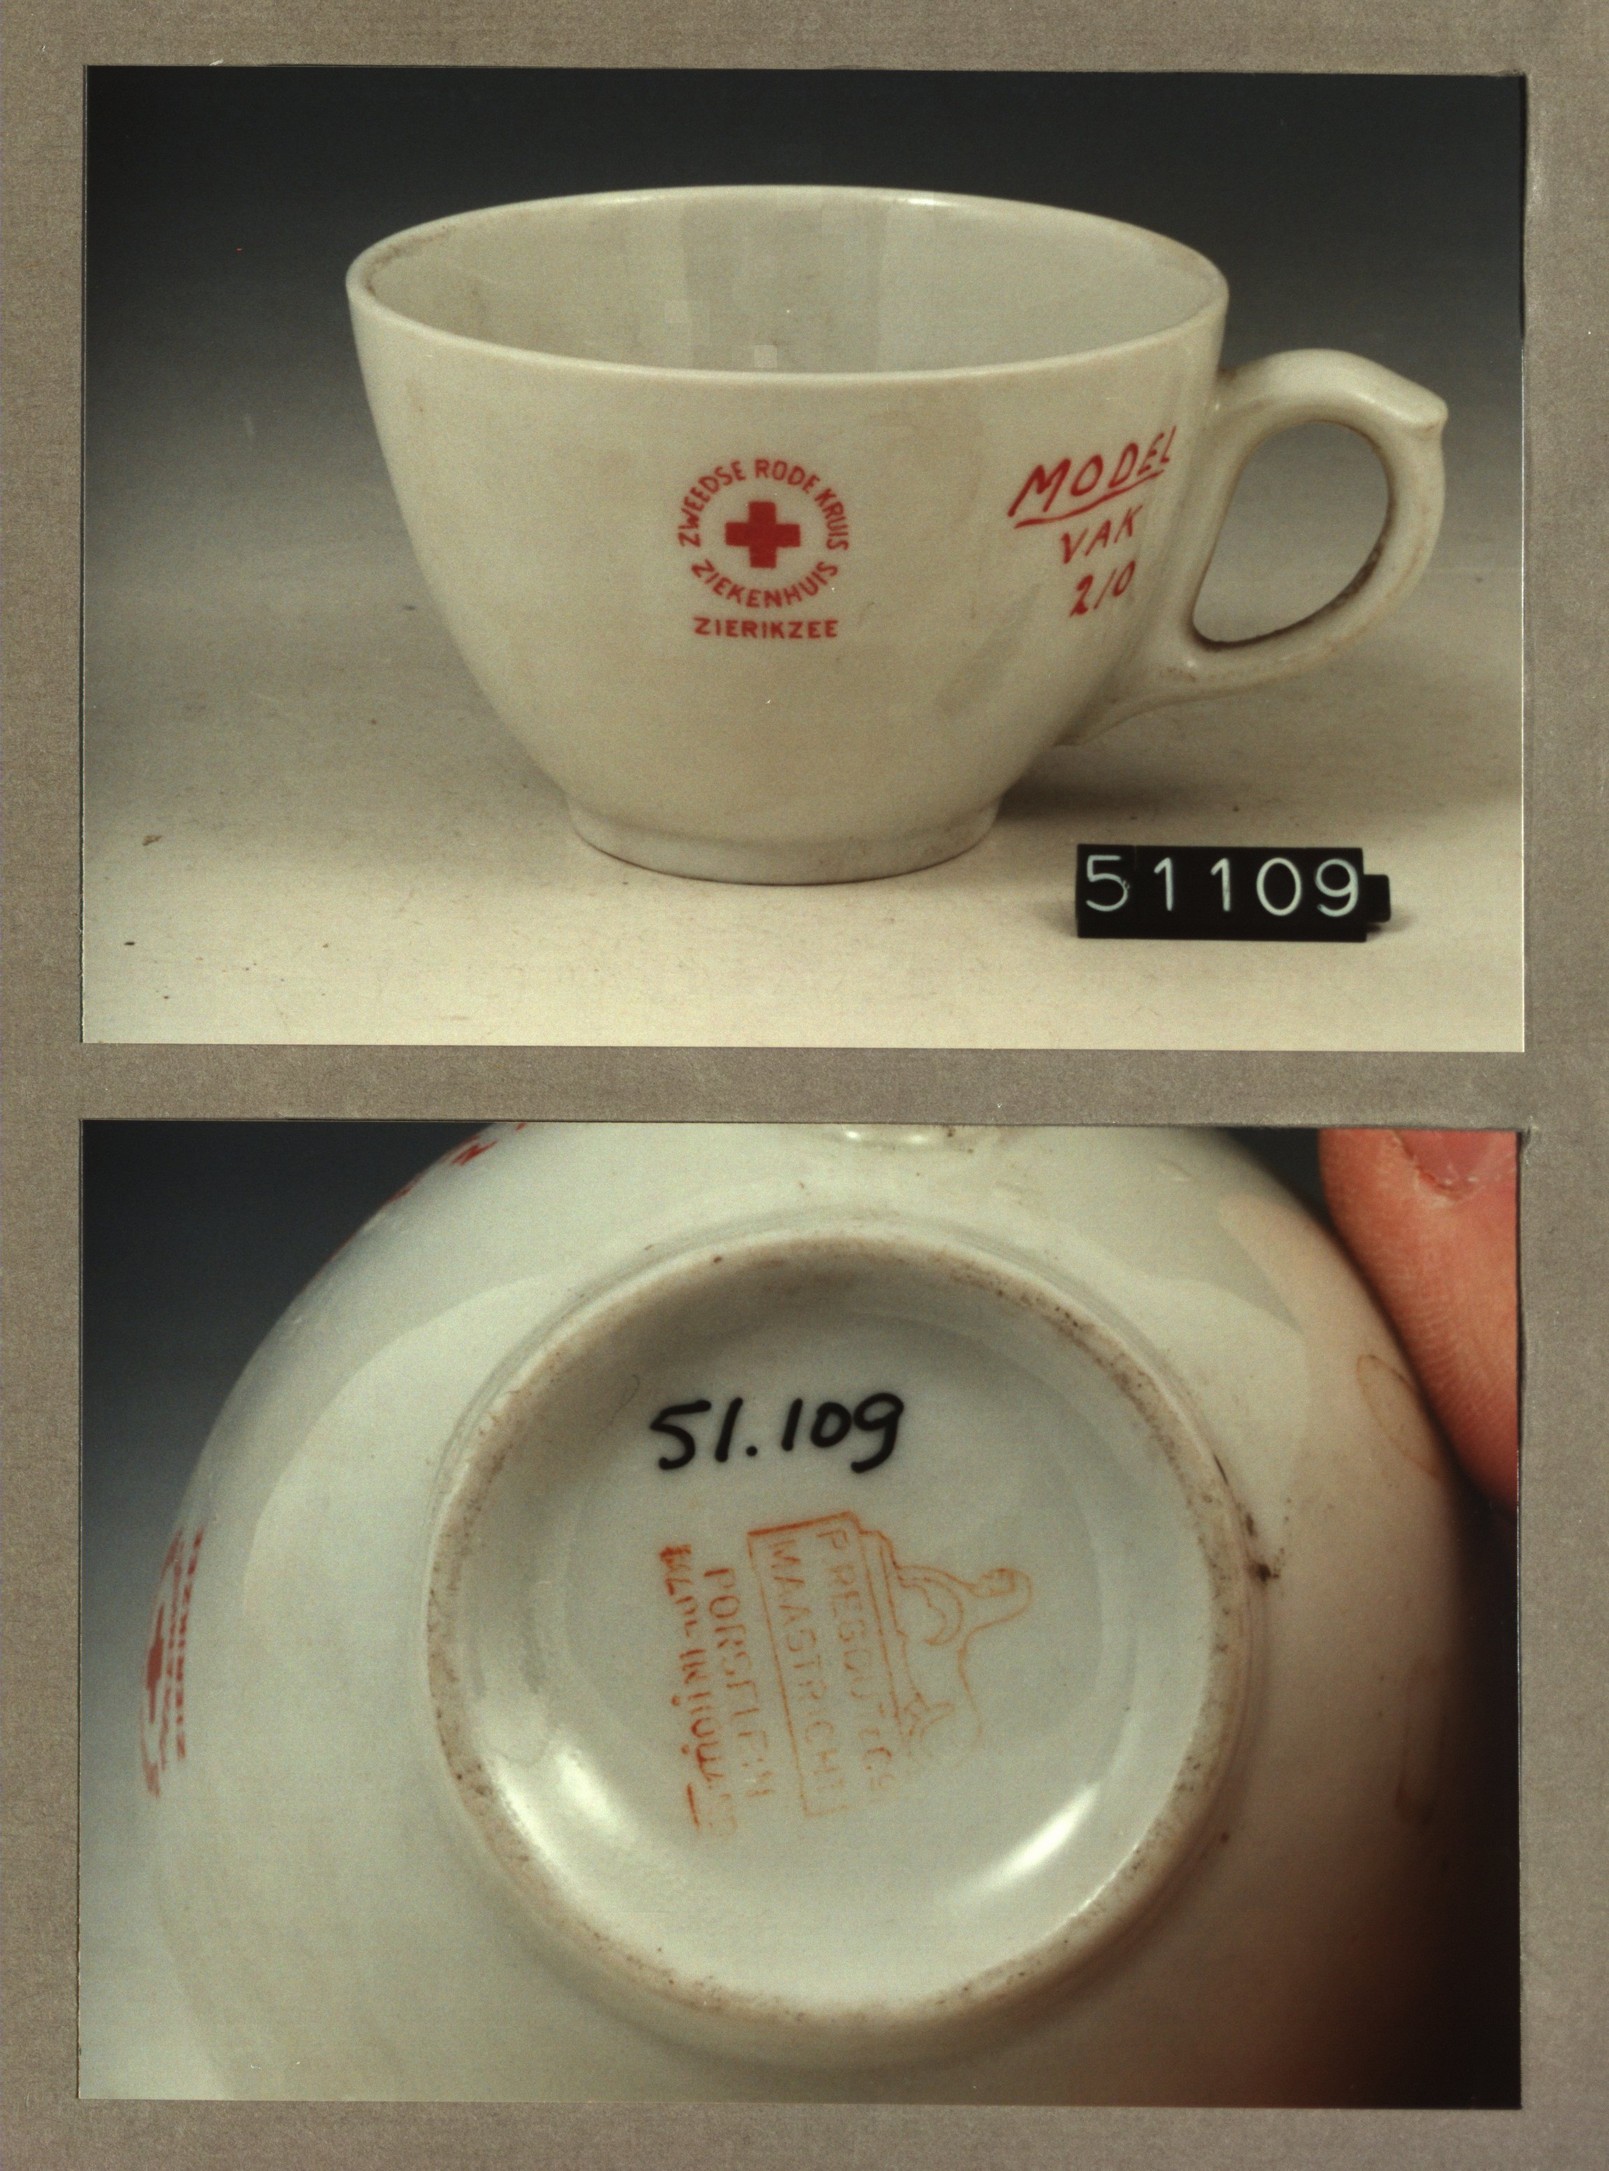 ZWEEDSE RODE KRUIS
ZIEKENHUIS
ZIERIKZEE
MODEL
VAK
2/0
51109
51.109
P. REGOUT & CO
MAASTRICHT
PORSELEIN
MADE IN HOLLAND
ZIERIKZEE